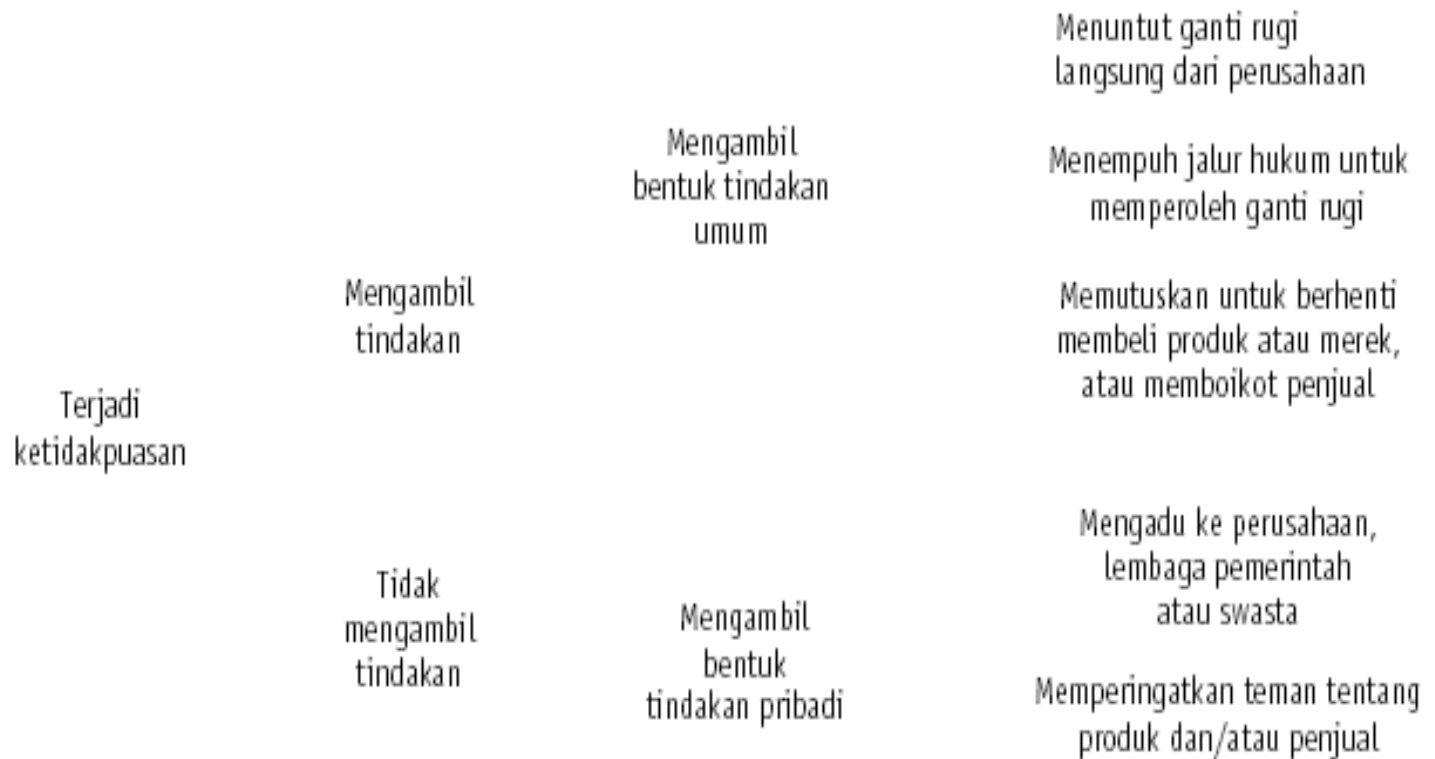 Terjadi
ketidakpuasan
Mengambil
tindakan
Tidak
mengambil
tindakan
Mengambil
bentuk tindakan
umum
Mengambil
bentuk
tindakan pribadi
Menuntut ganti rugi
langsung dari perusahaan
Menempuh jalur hukum untuk
memperoleh ganti rugi
Memutuskan untuk berhenti
membeli produk atau merek,
atau memboikot penjual
Mengadu ke perusahaan,
lembaga pemerintah
atau swasta
Memperingatkan teman tentang
produk dan/atau penjual